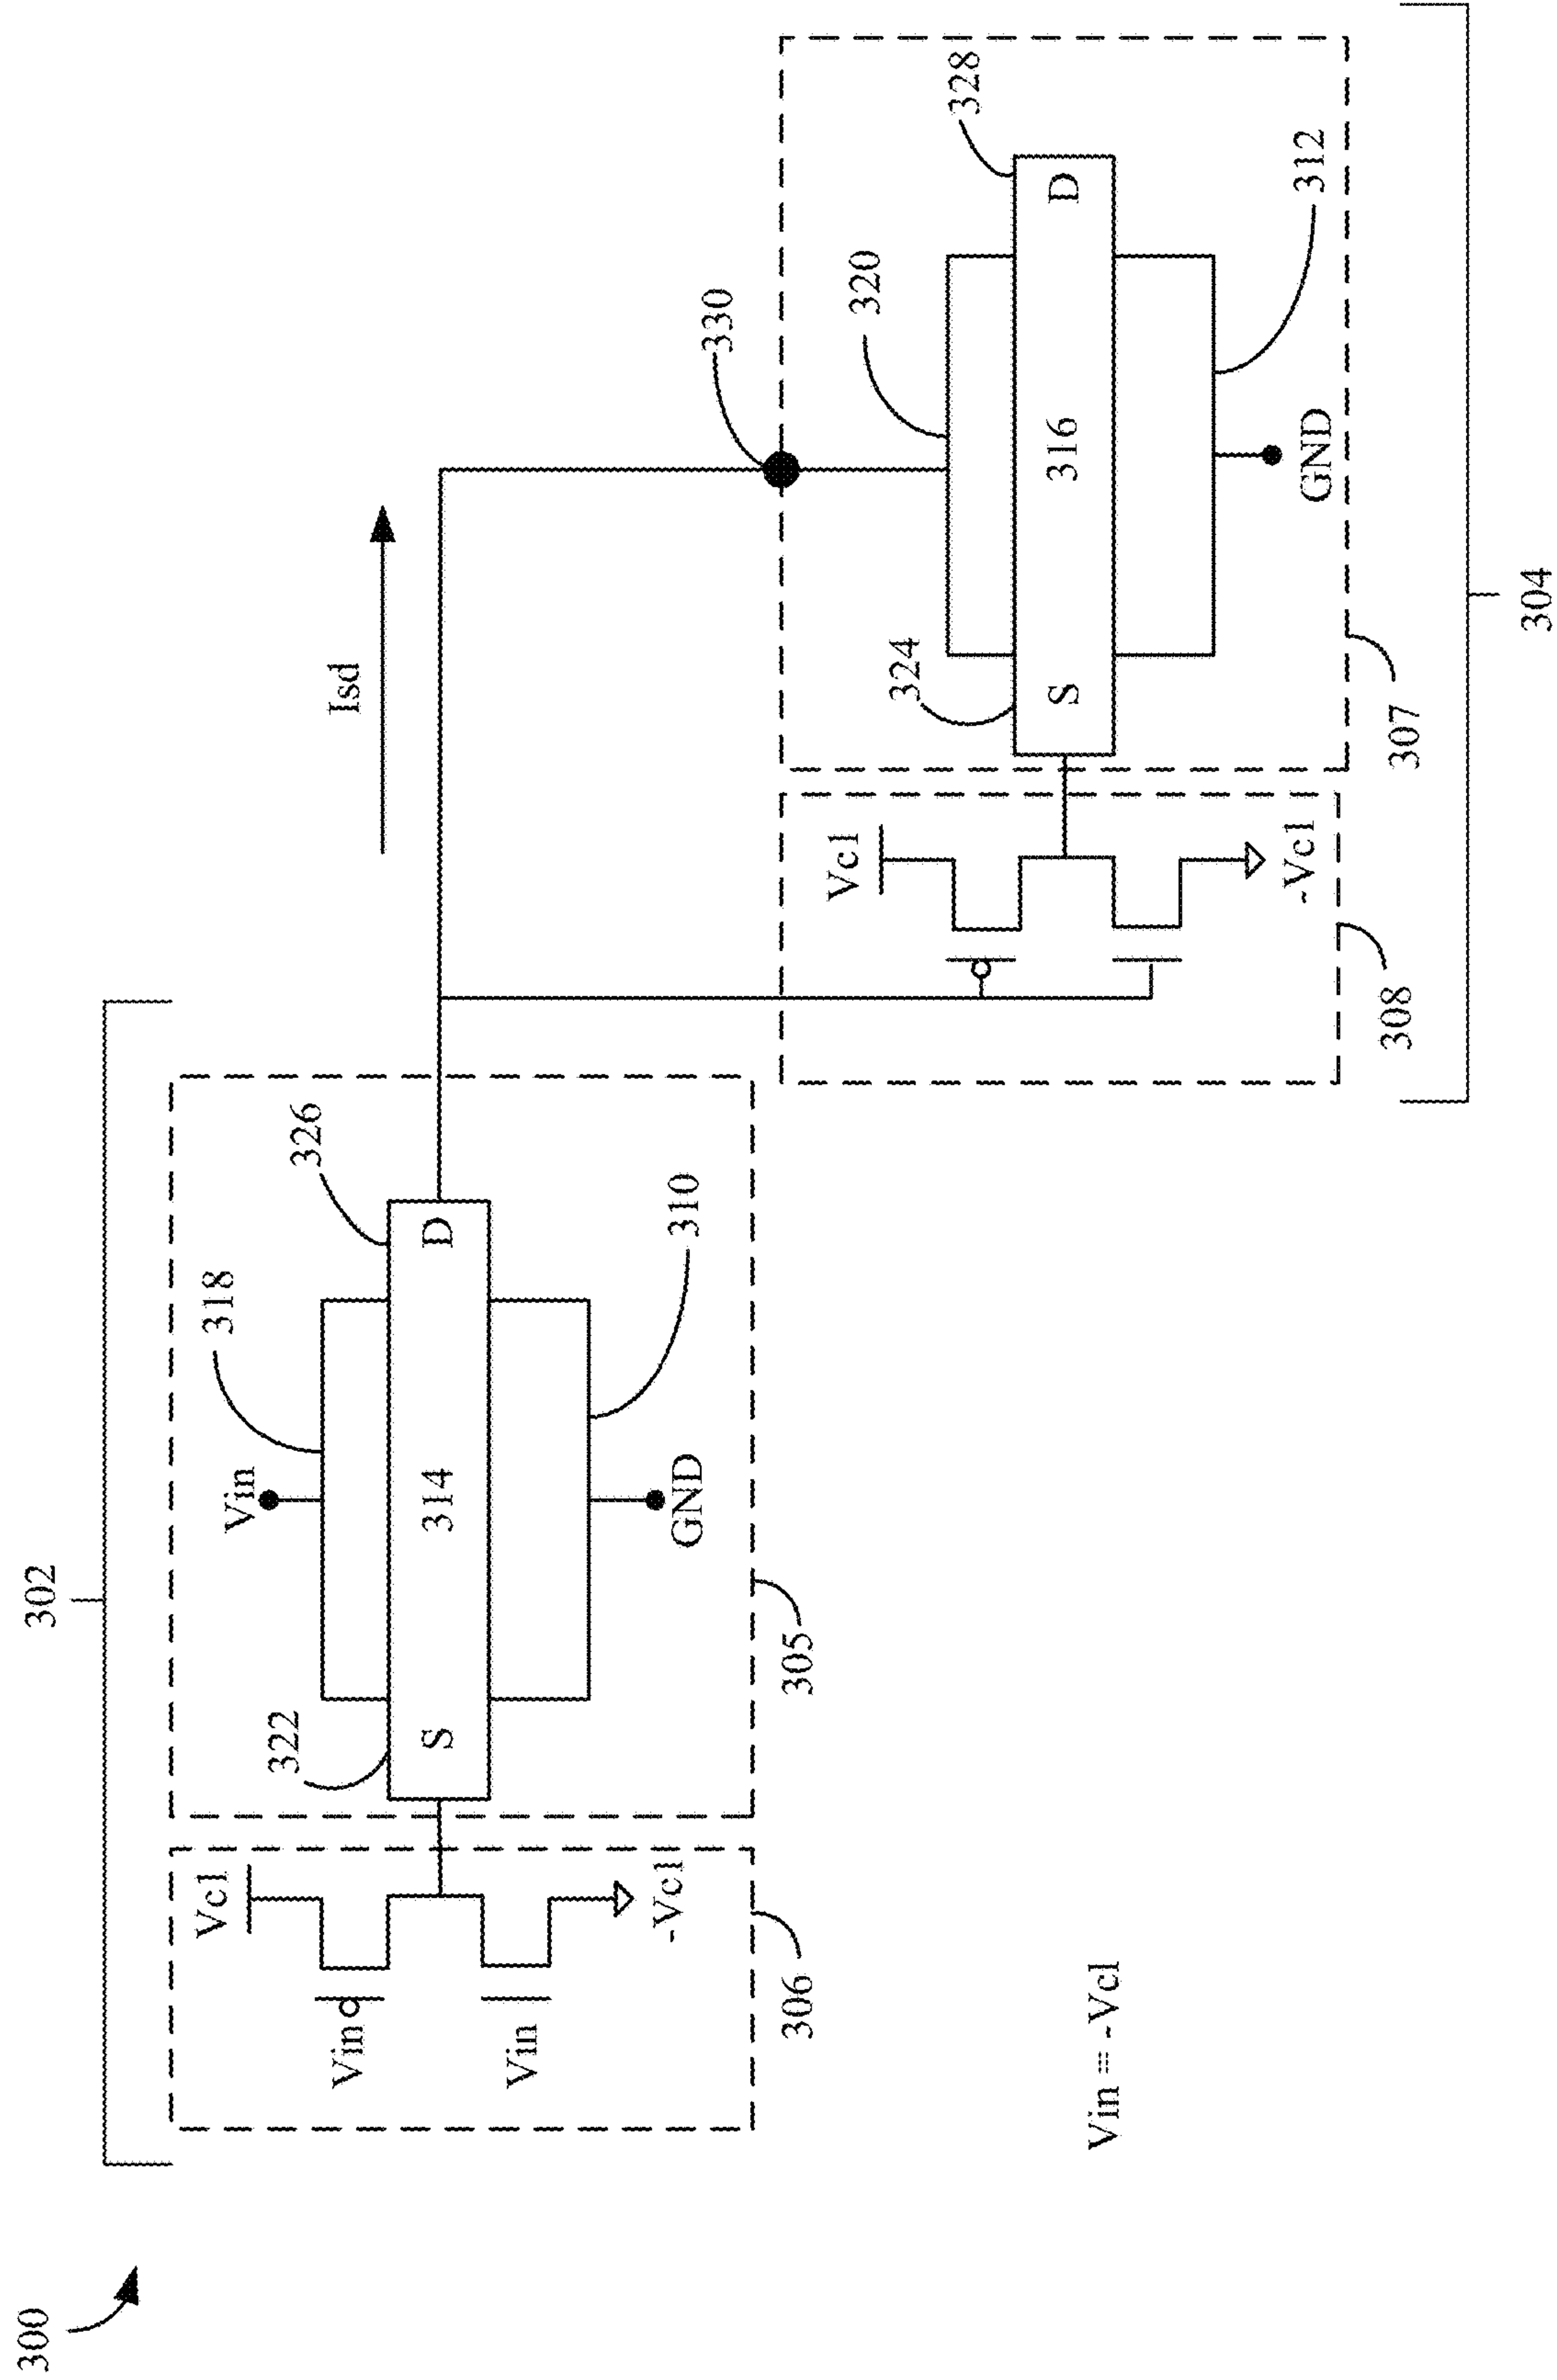 300
302
Vc1
Vin
Vin
-Vc1
306
322
S
Vin
318
314
GND
310
326
D
305
Isd
330
Vc1
-Vc1
308
324
S
320
316
GND
312
328
D
307
304
Vin = -Vc1